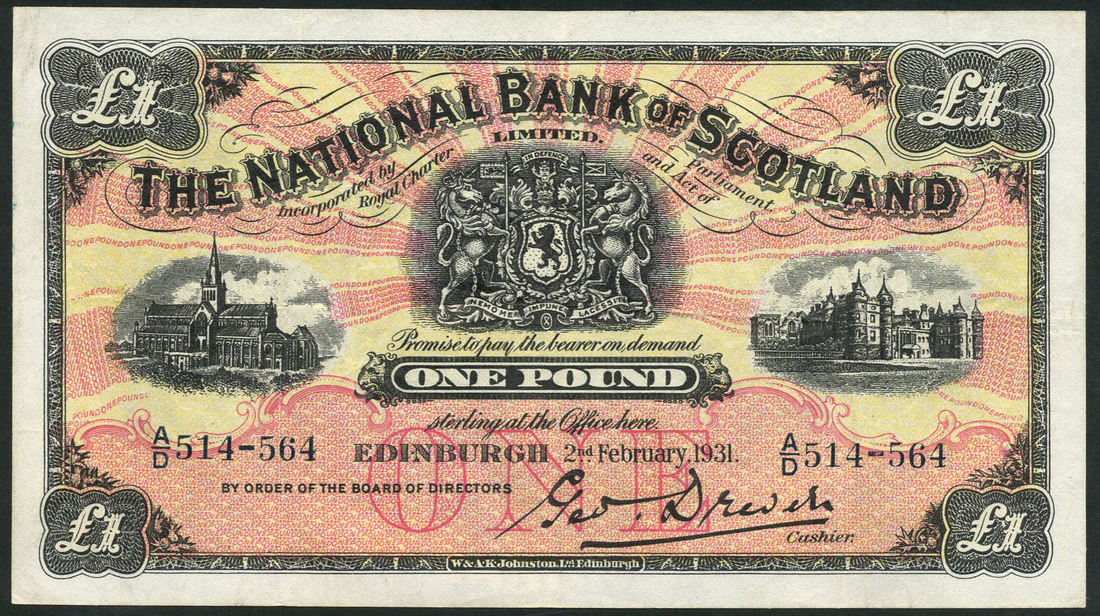 £1 £1
THE NATIONAL BANK OF SCOTLAND
LIMITED.
Incorporated by Royal Charter and Act of Parliament
IN DEFENCE
NEMO ME IMPUNE LACESSIT
Promise to pay the bearer on demand
ONE POUND
sterling at the Office here.
A/D 514-564 A/D 514-564
EDINBURGH 2nd February, 1931.
ONE
BY ORDER OF THE BOARD OF DIRECTORS
Geo. Drever
Cashier.
£1 £1
W. & A.K. Johnston, Ltd Edinburgh